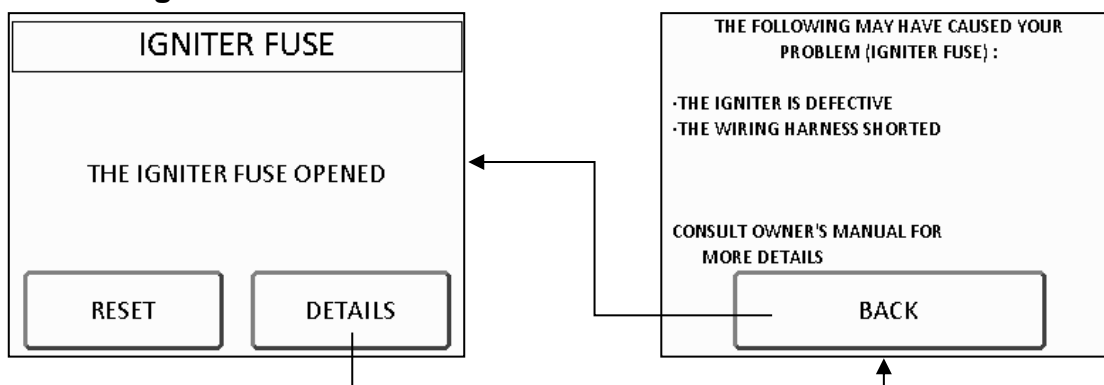 IGNITER FUSE
THE IGNITER FUSE OPENED
RESET
DETAILS
THE FOLLOWING MAY HAVE CAUSED YOUR
PROBLEM (IGNITER FUSE) :
·THE IGNITER IS DEFECTIVE
·THE WIRING HARNESS SHORTED
CONSULT OWNER'S MANUAL FOR
MORE DETAILS
BACK